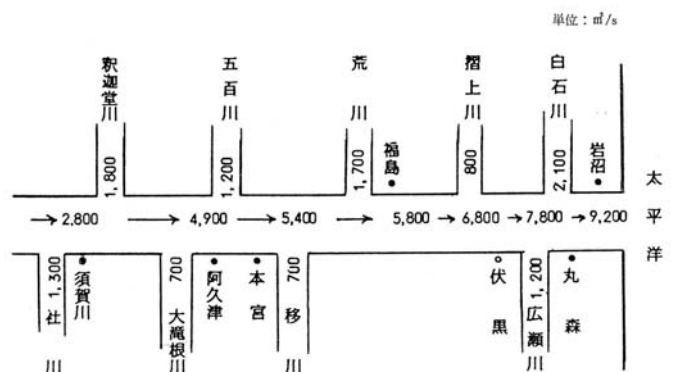 単位：㎥/s
釈迦堂川
五百川
荒川
摺上川
白石川
1,800
1,200
1,700
福島
800
2,100
岩沼
太平洋
2,800
4,900
5,400
5,800
6,800
7,800
9,200
1,300
須賀川
700
阿久津
本宮
700
伏黒
1,200
丸森
社川
大滝根川
移川
広瀬川